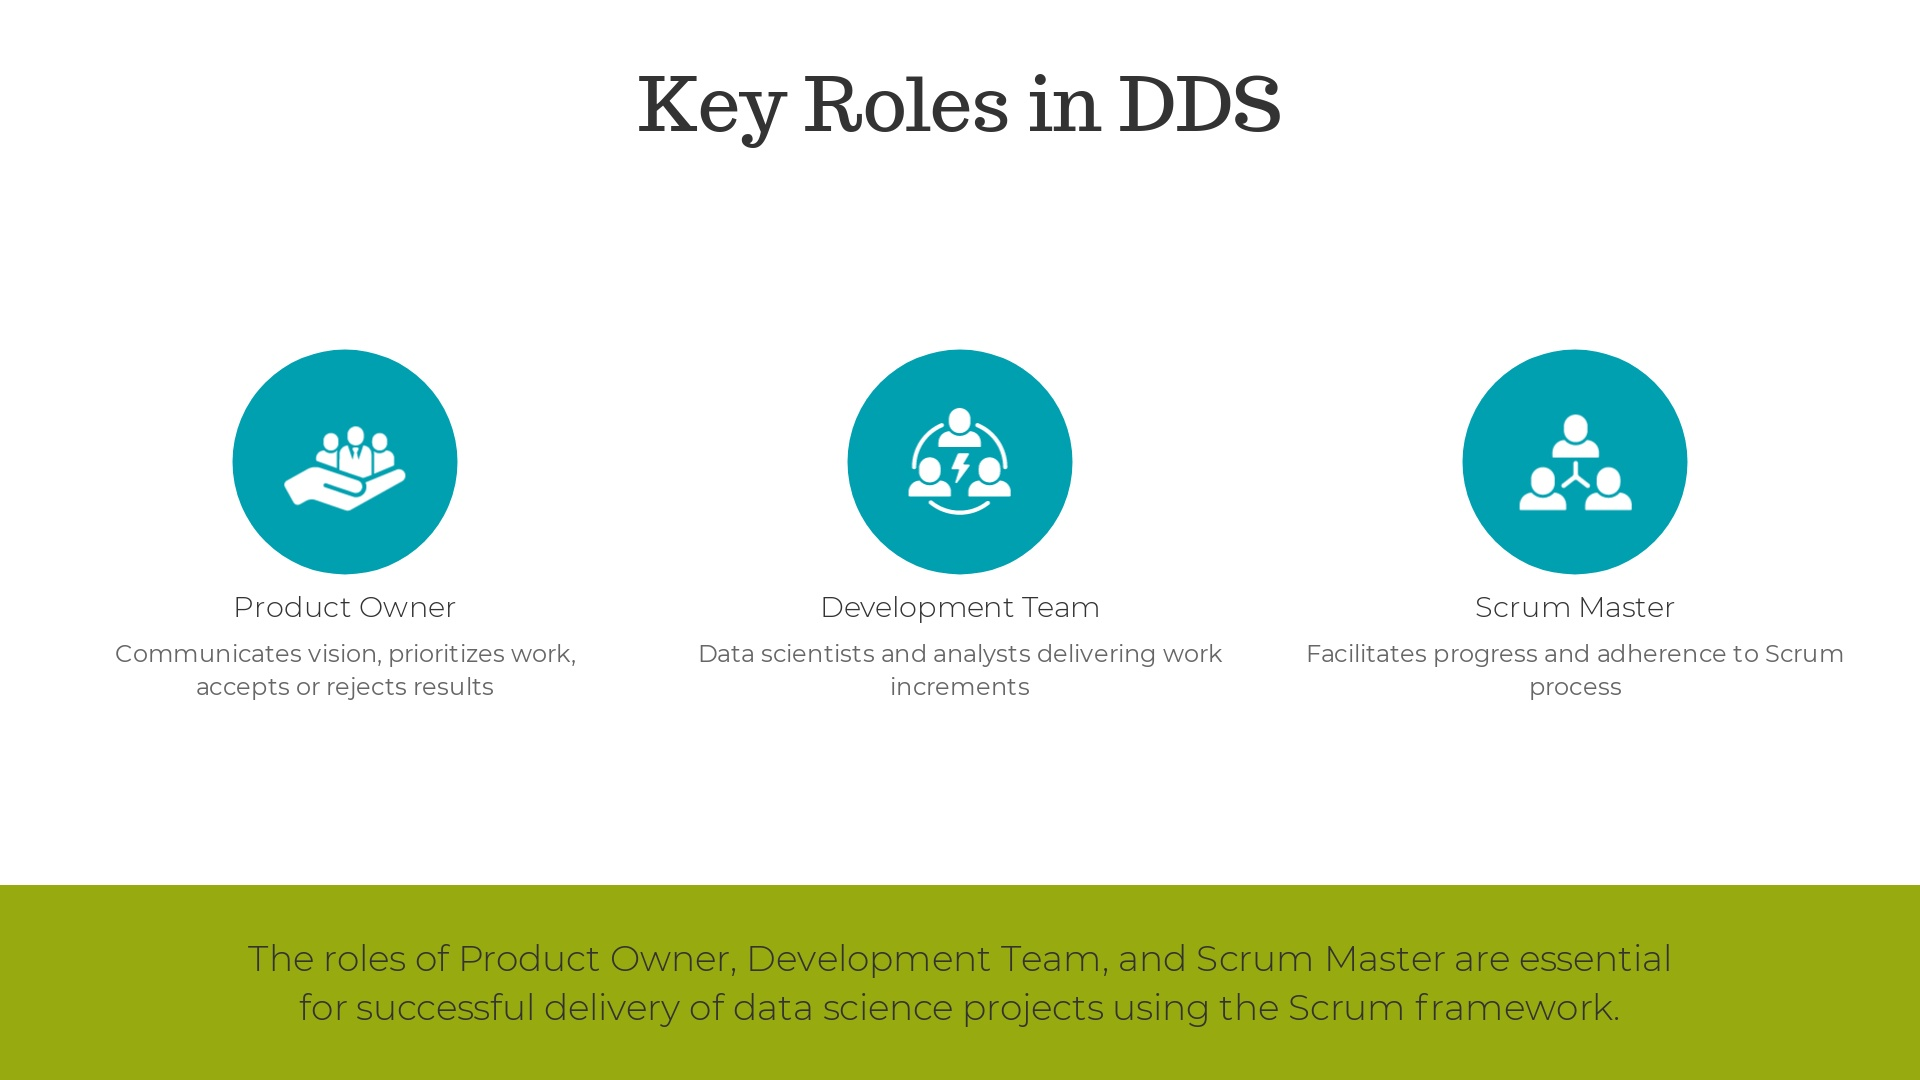 Key Roles in DDS
Product Owner
Communicates vision, prioritizes work,
accepts or rejects results
Development Team
Data scientists and analysts delivering work
increments
Scrum Master
Facilitates progress and adherence to Scrum
process
The roles of Product Owner, Development Team, and Scrum Master are essential
for successful delivery of data science projects using the Scrum framework.